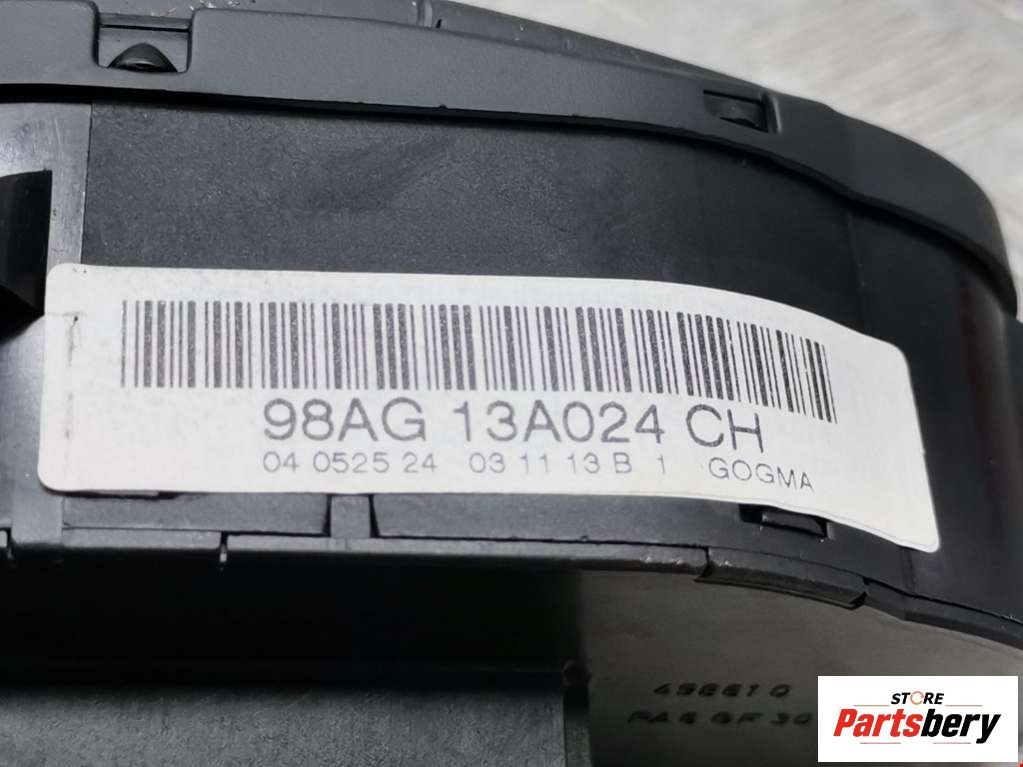 98AG 13A024 CH
04 0525 24 03 11 13 B 1 GOGMA
STORE
Partsbery